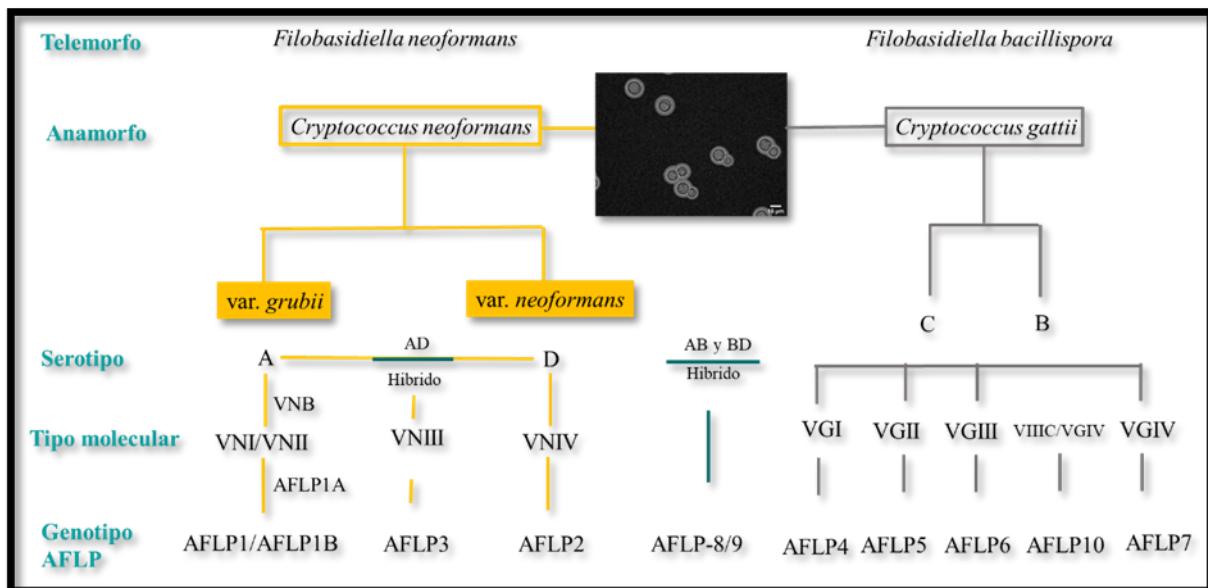 Telemorfo Filobasidiella neoformans Filobasidiella bacillispora
Anamorfo Cryptococcus neoformans Cryptococcus gattii
var. grubii var. neoformans
C B
Serotipo A AD D AB y BD
Hibrido Hibrido
VNB
Tipo molecular VNI/VNII VNIII VNIV VGI VGII VGIII VIIIC/VGIV VGIV
AFLP1A
Genotipo
AFLP AFLP1/AFLP1B AFLP3 AFLP2 AFLP-8/9 AFLP4 AFLP5 AFLP6 AFLP10 AFLP7